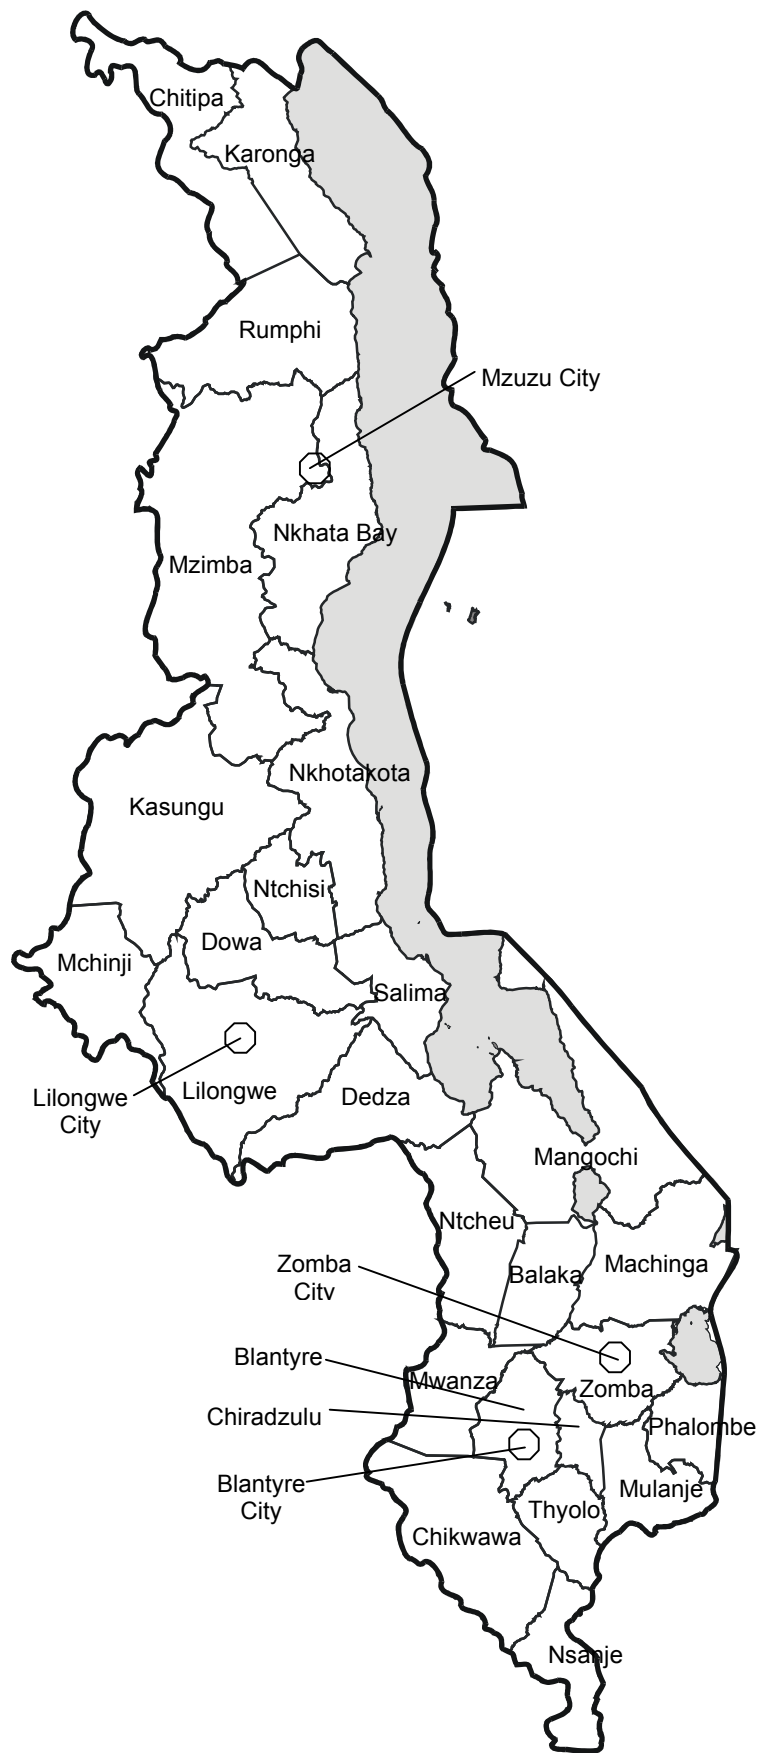 Chitipa
Karonga
Rumphi
Mzuzu City
Nkhata Bay
Mzimba
Nkhotakota
Kasungu
Ntchisi
Dowa
Mchinji
Salima
Lilongwe
Dedza
Lilongwe
City
Mangochi
Ntcheu
Zomba
Citv
Balaka
Machinga
Blantyre
Mwanza
Zomba
Chiradzulu
Phalombe
Blantyre
City
Mulanje
Thyolo
Chikwawa
Nsanje